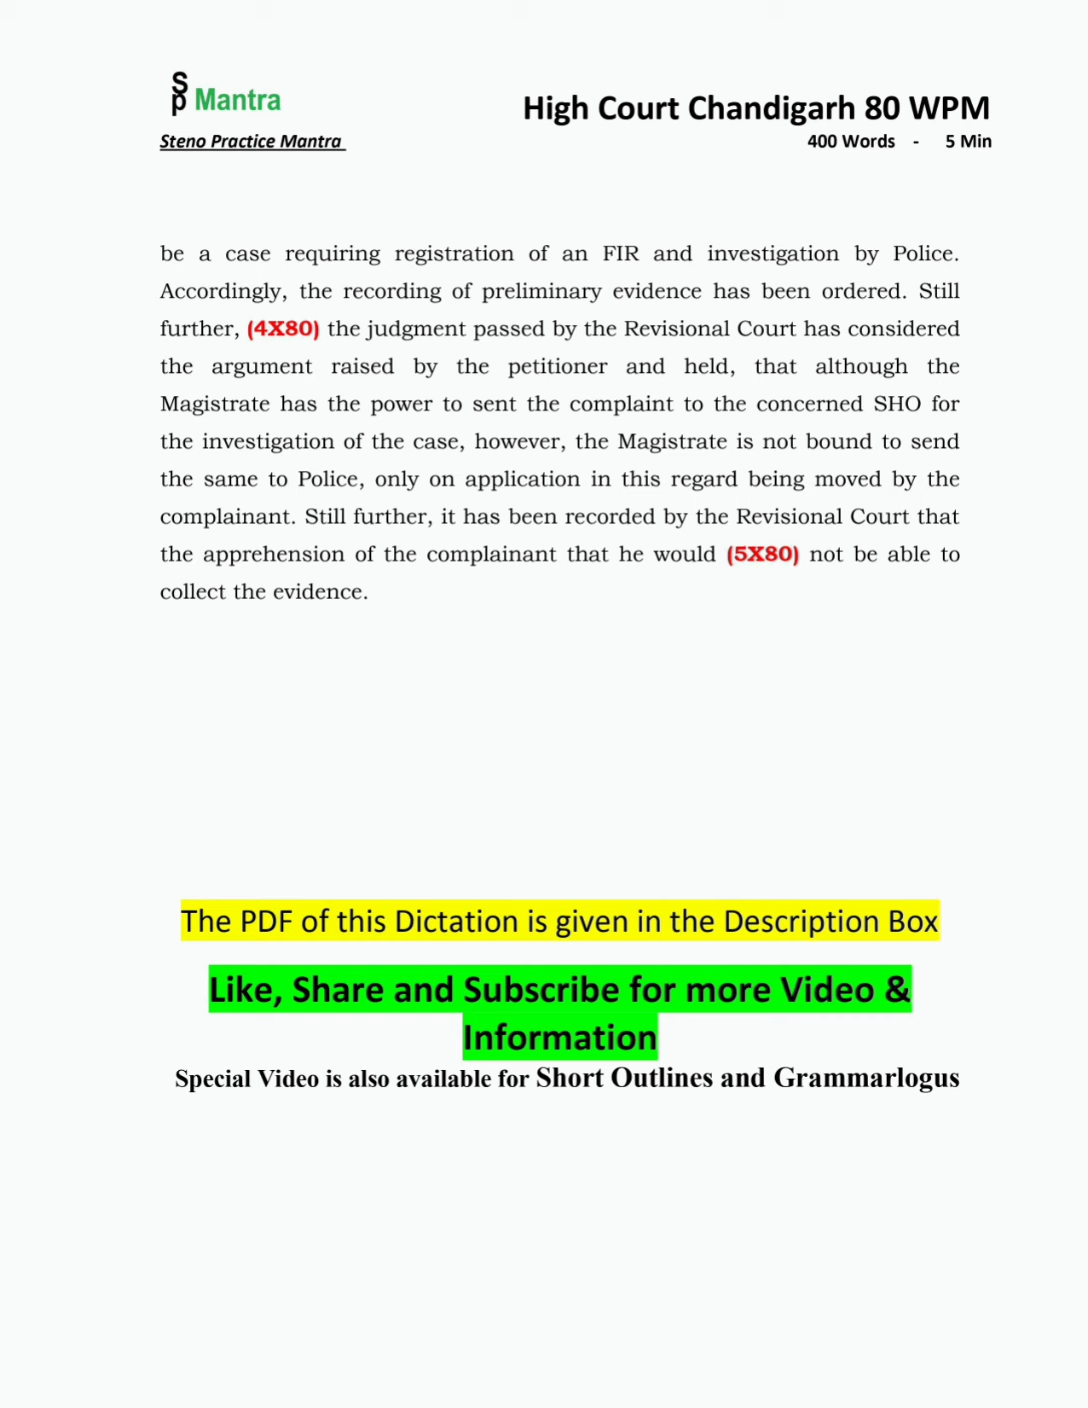 SP Mantra
High Court Chandigarh 80 WPM
Steno Practice Mantra
400 Words - 5 Min
be a case requiring registration of an FIR and investigation by Police.
Accordingly, the recording of preliminary evidence has been ordered. Still
further, (4X80) the judgment passed by the Revisional Court has considered
the argument raised by the petitioner and held, that although the
Magistrate has the power to sent the complaint to the concerned SHO for
the investigation of the case, however, the Magistrate is not bound to send
the same to Police, only on application in this regard being moved by the
complainant. Still further, it has been recorded by the Revisional Court that
the apprehension of the complainant that he would (5X80) not be able to
collect the evidence.
The PDF of this Dictation is given in the Description Box
Like, Share and Subscribe for more Video &
Information
Special Video is also available for Short Outlines and Grammarlogus